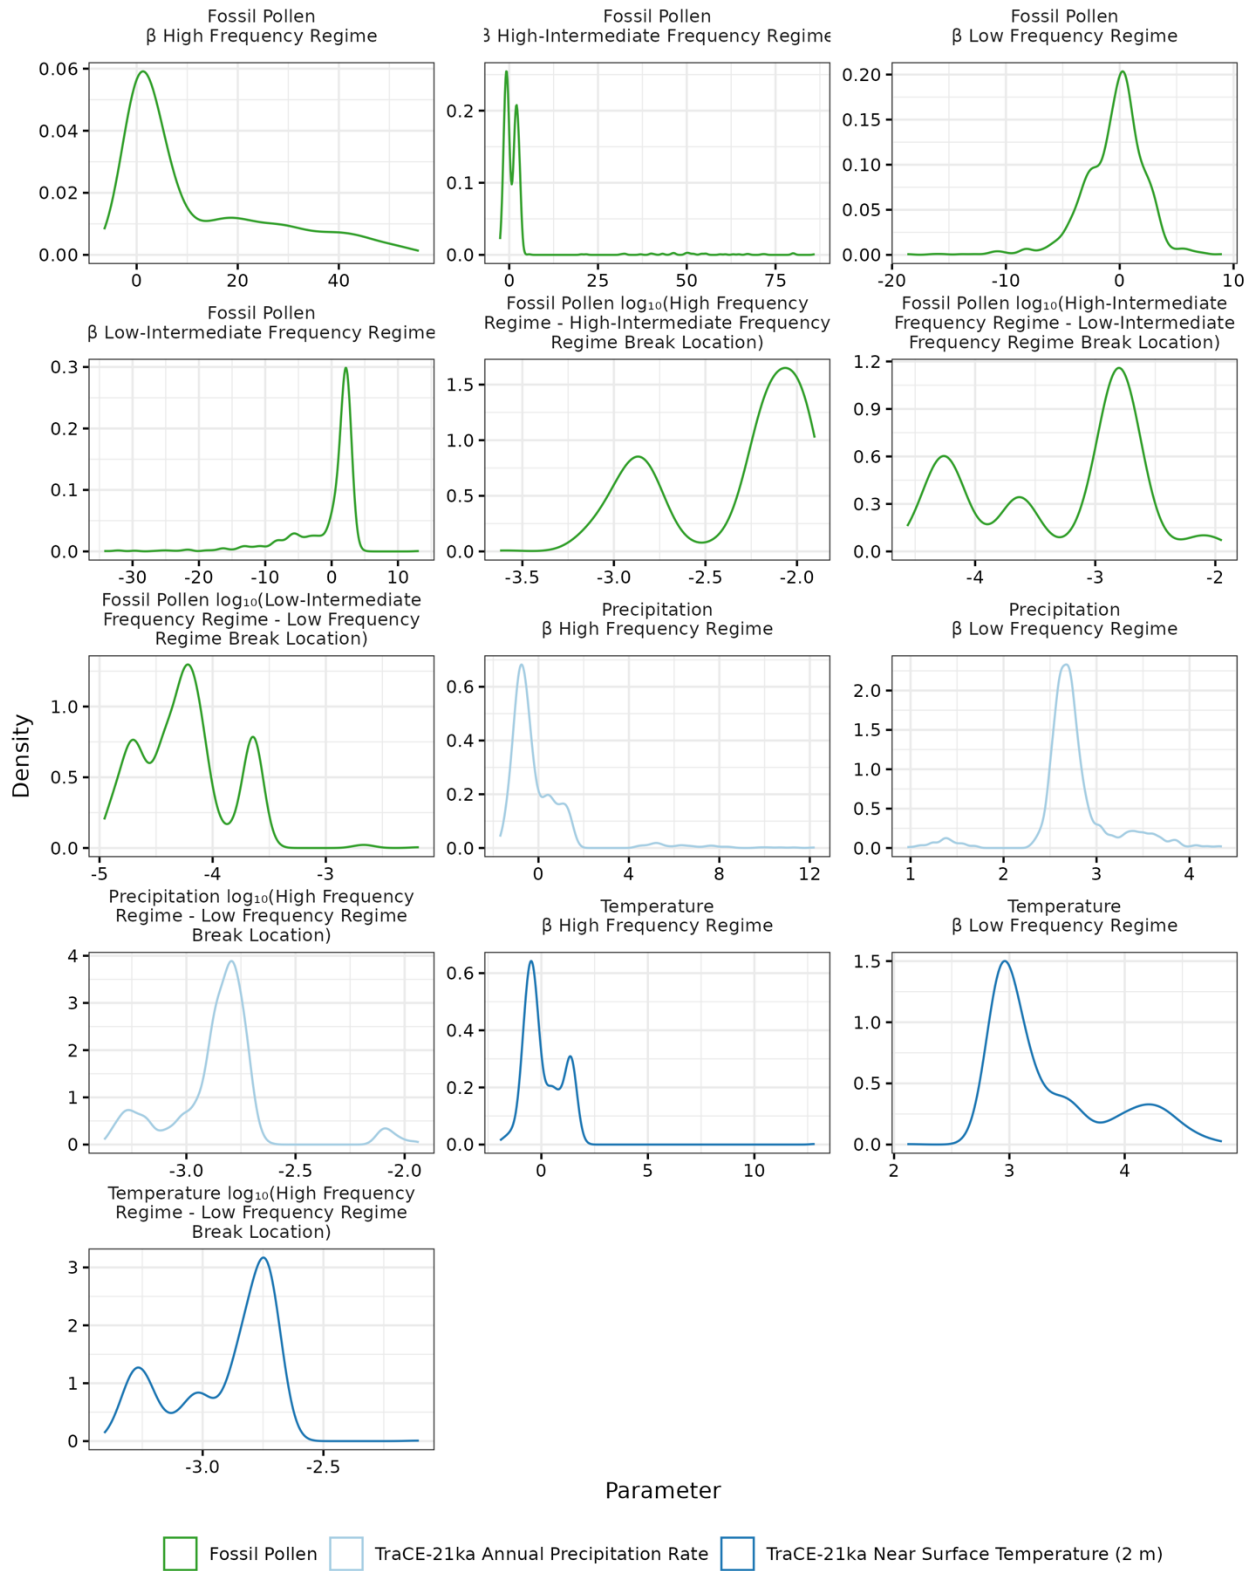 Fossil Pollen
β High Frequency Regime
0.06
0.04
0.02
0.00
0
20
40
Fossil Pollen
β High-Intermediate Frequency Regime
0.2
0.1
0.0
0
25
50
75
Fossil Pollen
β Low Frequency Regime
0.20
0.15
0.10
0.05
0.00
-20
-10
0
10
Fossil Pollen
β Low-Intermediate Frequency Regime
0.3
0.2
0.1
0.0
-30
-20
-10
0
10
Fossil Pollen log₁₀(High Frequency
Regime - High-Intermediate Frequency
Regime Break Location)
1.5
1.0
0.5
0.0
-3.5
-3.0
-2.5
-2.0
Fossil Pollen log₁₀(High-Intermediate
Frequency Regime - Low-Intermediate
Frequency Regime Break Location)
1.2
0.9
0.6
0.3
0.0
-4
-3
-2
Fossil Pollen log₁₀(Low-Intermediate
Frequency Regime - Low Frequency
Regime Break Location)
1.0
0.5
0.0
-5
-4
-3
Precipitation
β High Frequency Regime
0.6
0.4
0.2
0.0
0
4
8
12
Precipitation
β Low Frequency Regime
2.0
1.5
1.0
0.5
0.0
1
2
3
4
Density
Precipitation log₁₀(High Frequency
Regime - Low Frequency Regime
Break Location)
4
3
2
1
0
-3.0
-2.5
-2.0
Temperature
β High Frequency Regime
0.6
0.4
0.2
0.0
0
5
10
Temperature
β Low Frequency Regime
1.5
1.0
0.5
0.0
2
3
4
Temperature log₁₀(High Frequency
Regime - Low Frequency Regime
Break Location)
3
2
1
0
-3.0
-2.5
Parameter
Fossil Pollen
TraCE-21ka Annual Precipitation Rate
TraCE-21ka Near Surface Temperature (2 m)